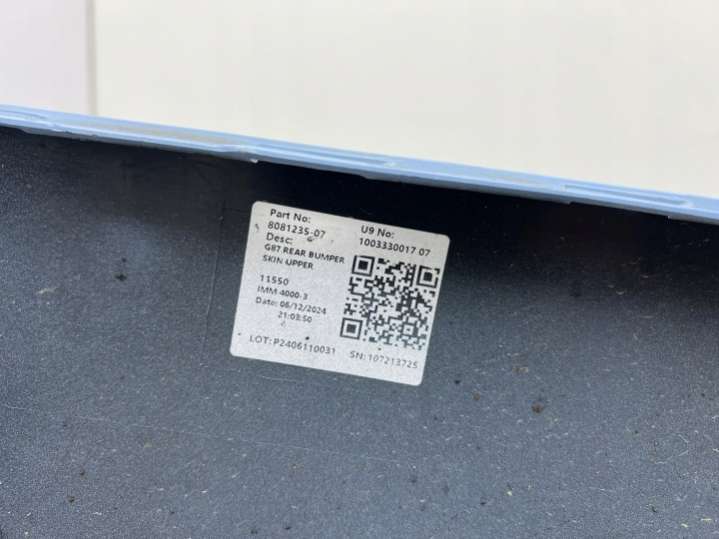 Part No:
8081235-07
Desc:
G87 REAR BUMPER
SKIN UPPER
U9 No:
1003330017 07
11550
IMM 4000-3
Date: 06/12/2024
21:03:50
LOT: P2406110031
SN: 107213725